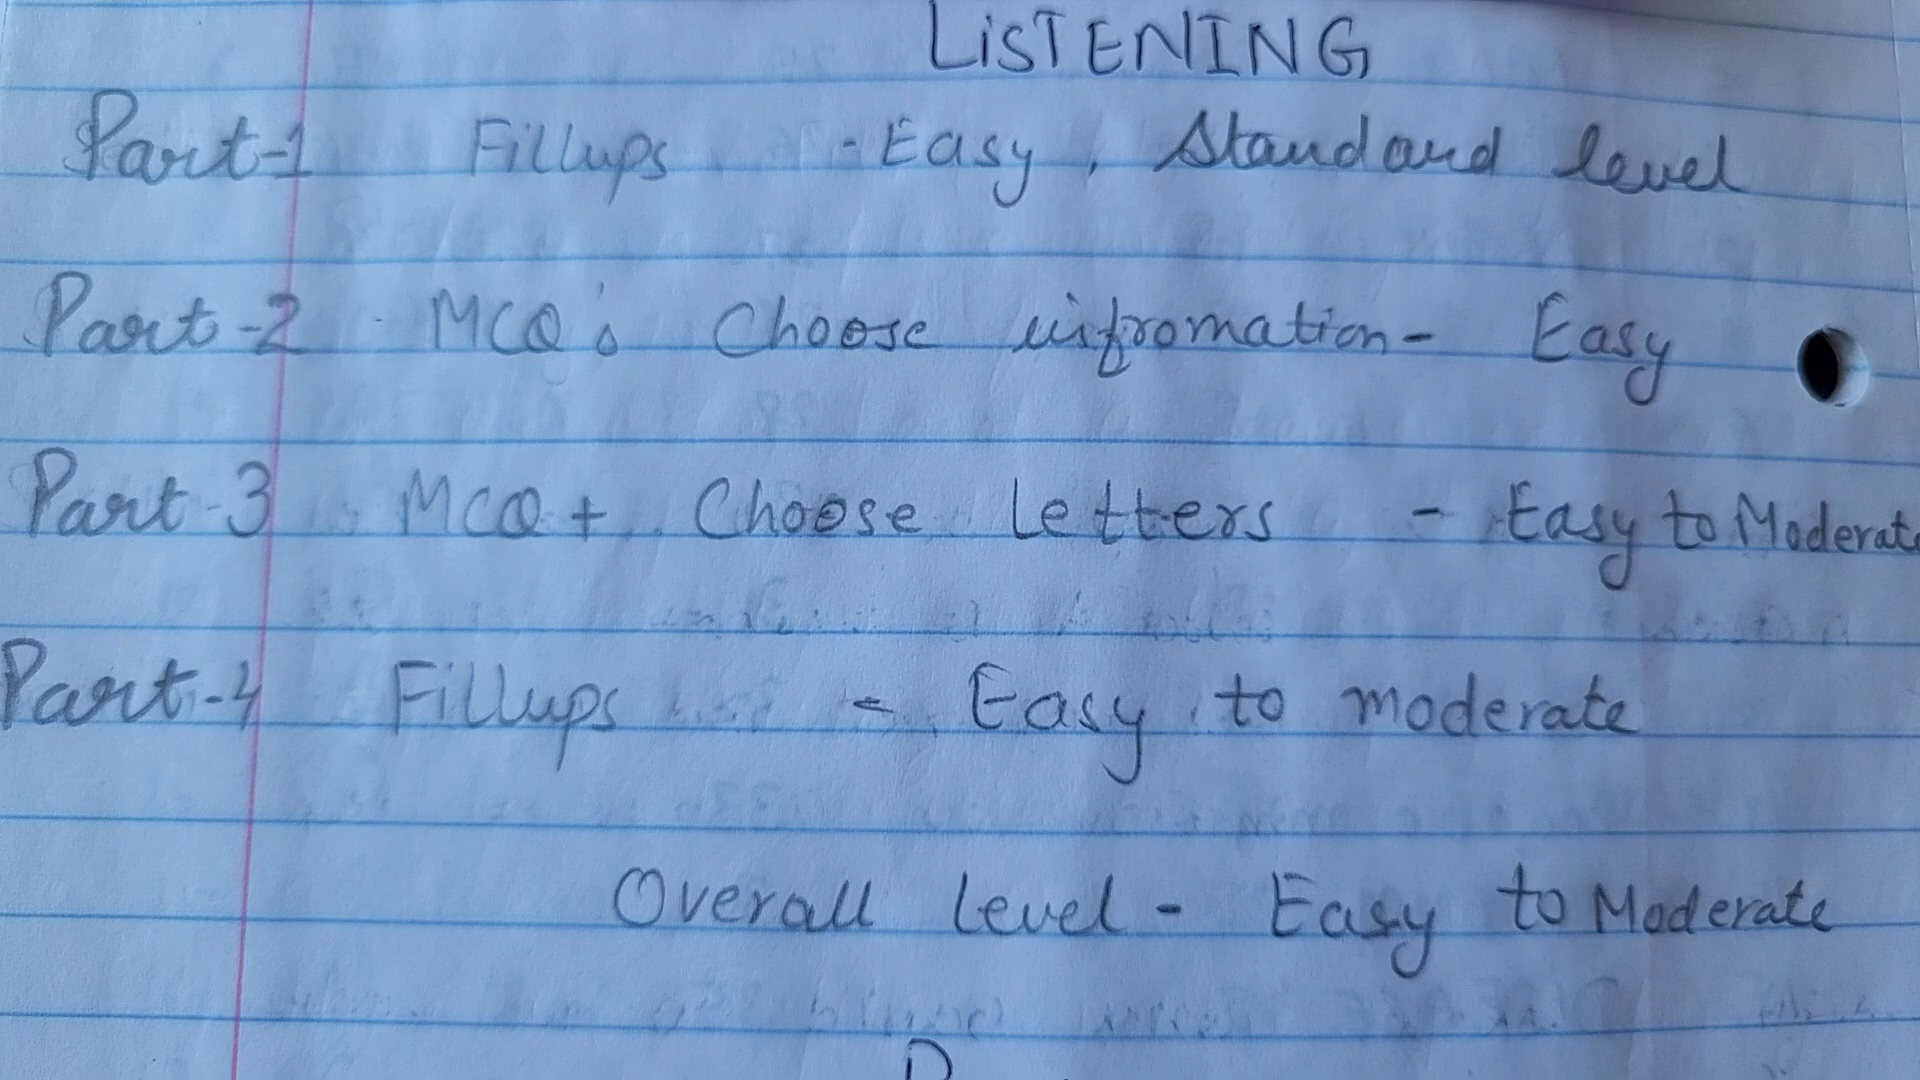 LiSTENING
Part-1 Fillups - Easy, Standard level
Part-2 - MCQ's Choose infromation - Easy
Part-3 MCQ + Choose letters - Easy to Moderate
Part-4 Fillups - Easy to moderate
Overall level - Easy to Moderate